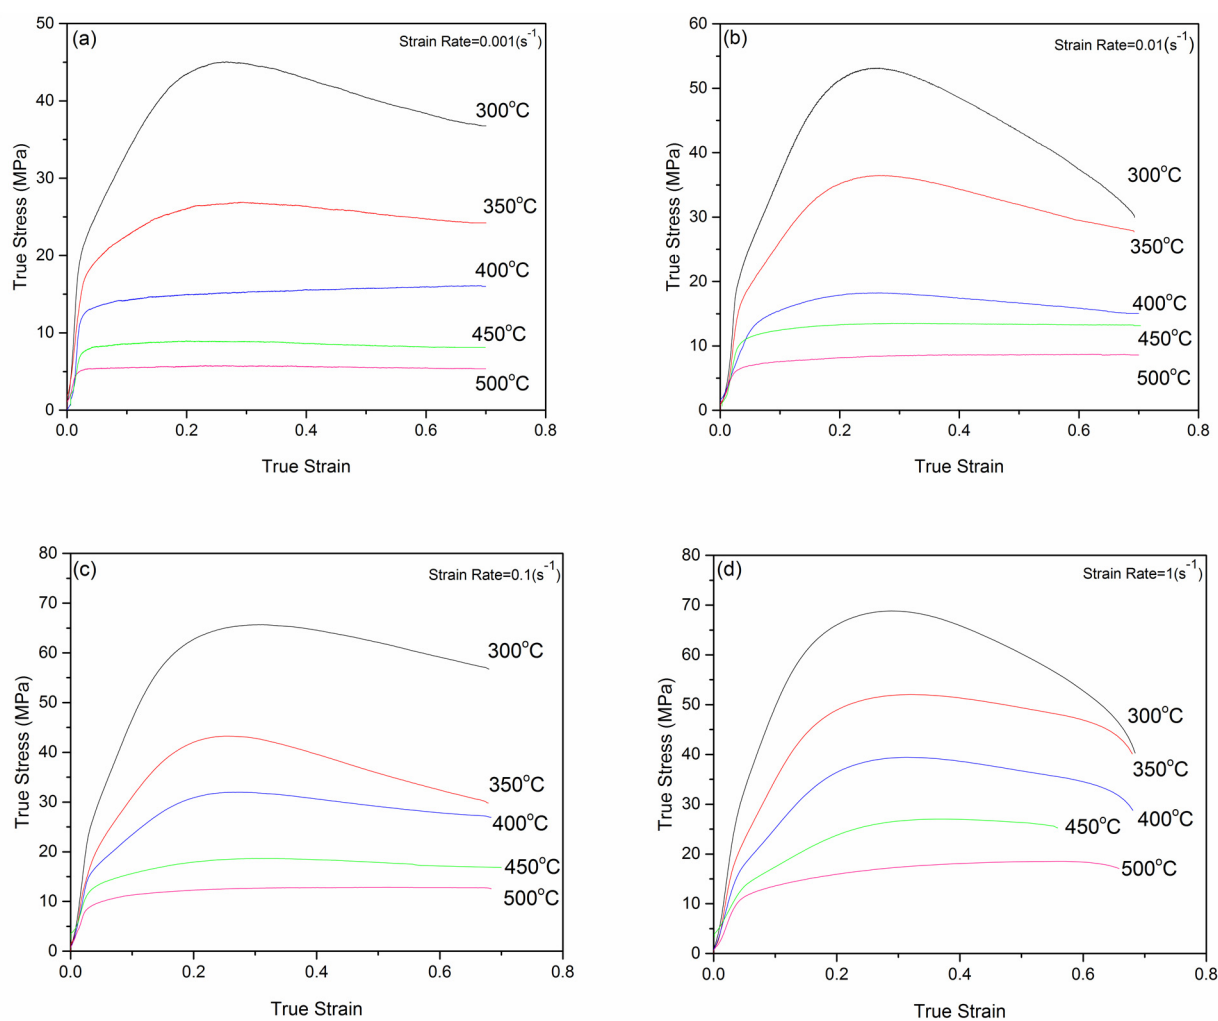 (a)
Strain Rate=0.001(s⁻¹)
50
40
30
20
10
0
True Stress (MPa)
300°C
350°C
400°C
450°C
500°C
0.0 0.2 0.4 0.6 0.8
True Strain
(b)
Strain Rate=0.01(s⁻¹)
60
50
40
30
20
10
0
True Stress (MPa)
300°C
350°C
400°C
450°C
500°C
0.0 0.2 0.4 0.6 0.8
True Strain
(c)
Strain Rate=0.1(s⁻¹)
80
70
60
50
40
30
20
10
0
True Stress (MPa)
300°C
350°C
400°C
450°C
500°C
0.0 0.2 0.4 0.6 0.8
True Strain
(d)
Strain Rate=1(s⁻¹)
80
70
60
50
40
30
20
10
0
True Stress (MPa)
300°C
350°C
400°C
450°C
500°C
0.0 0.2 0.4 0.6 0.8
True Strain